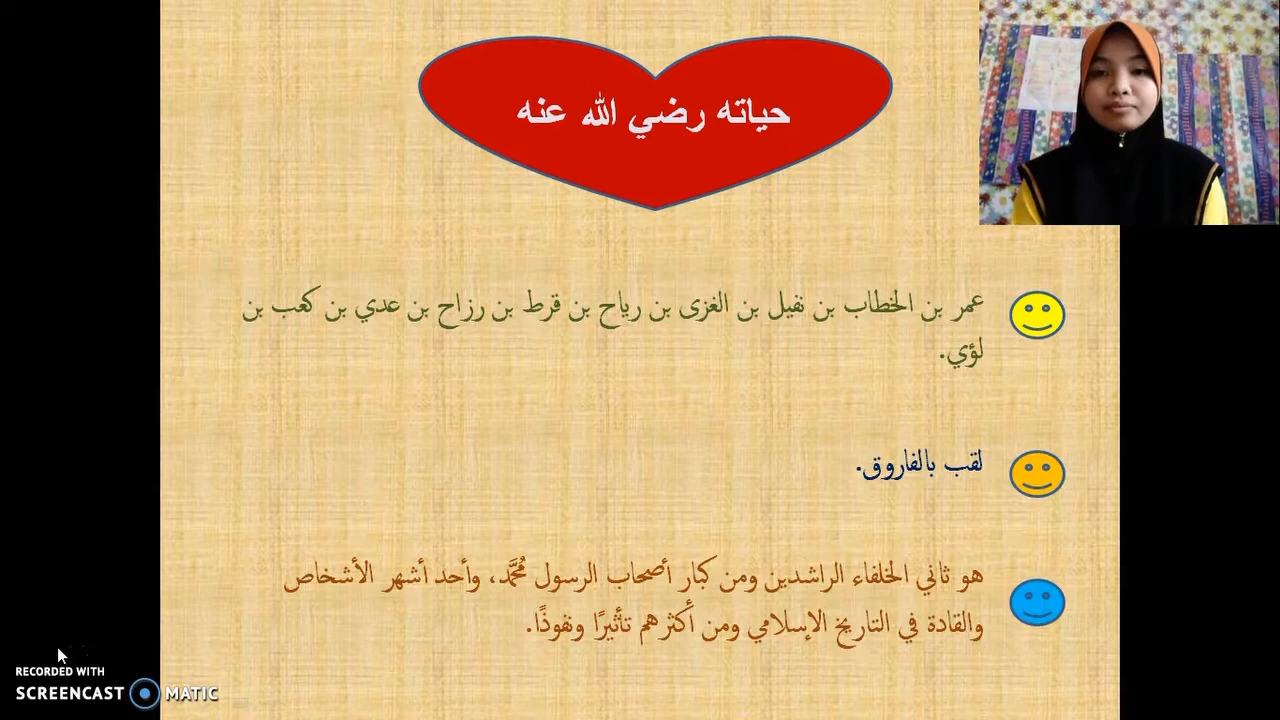 حياته رضي الله عنه
عمر بن الخطاب بن نفيل بن الغزى بن رياح بن قرط بن رزاح بن عدي بن كعب بن
لؤي.
لقب بالفاروق.
هو ثاني الخلفاء الراشدين ومن كبار أصحاب الرسول مُحَمَّد، وأحد أشهر الأشخاص
والقادة في التاريخ الإسلامي ومن أكثرهم تأثيرًا ونفوذًا.
RECORDED WITH
SCREENCAST MATIC